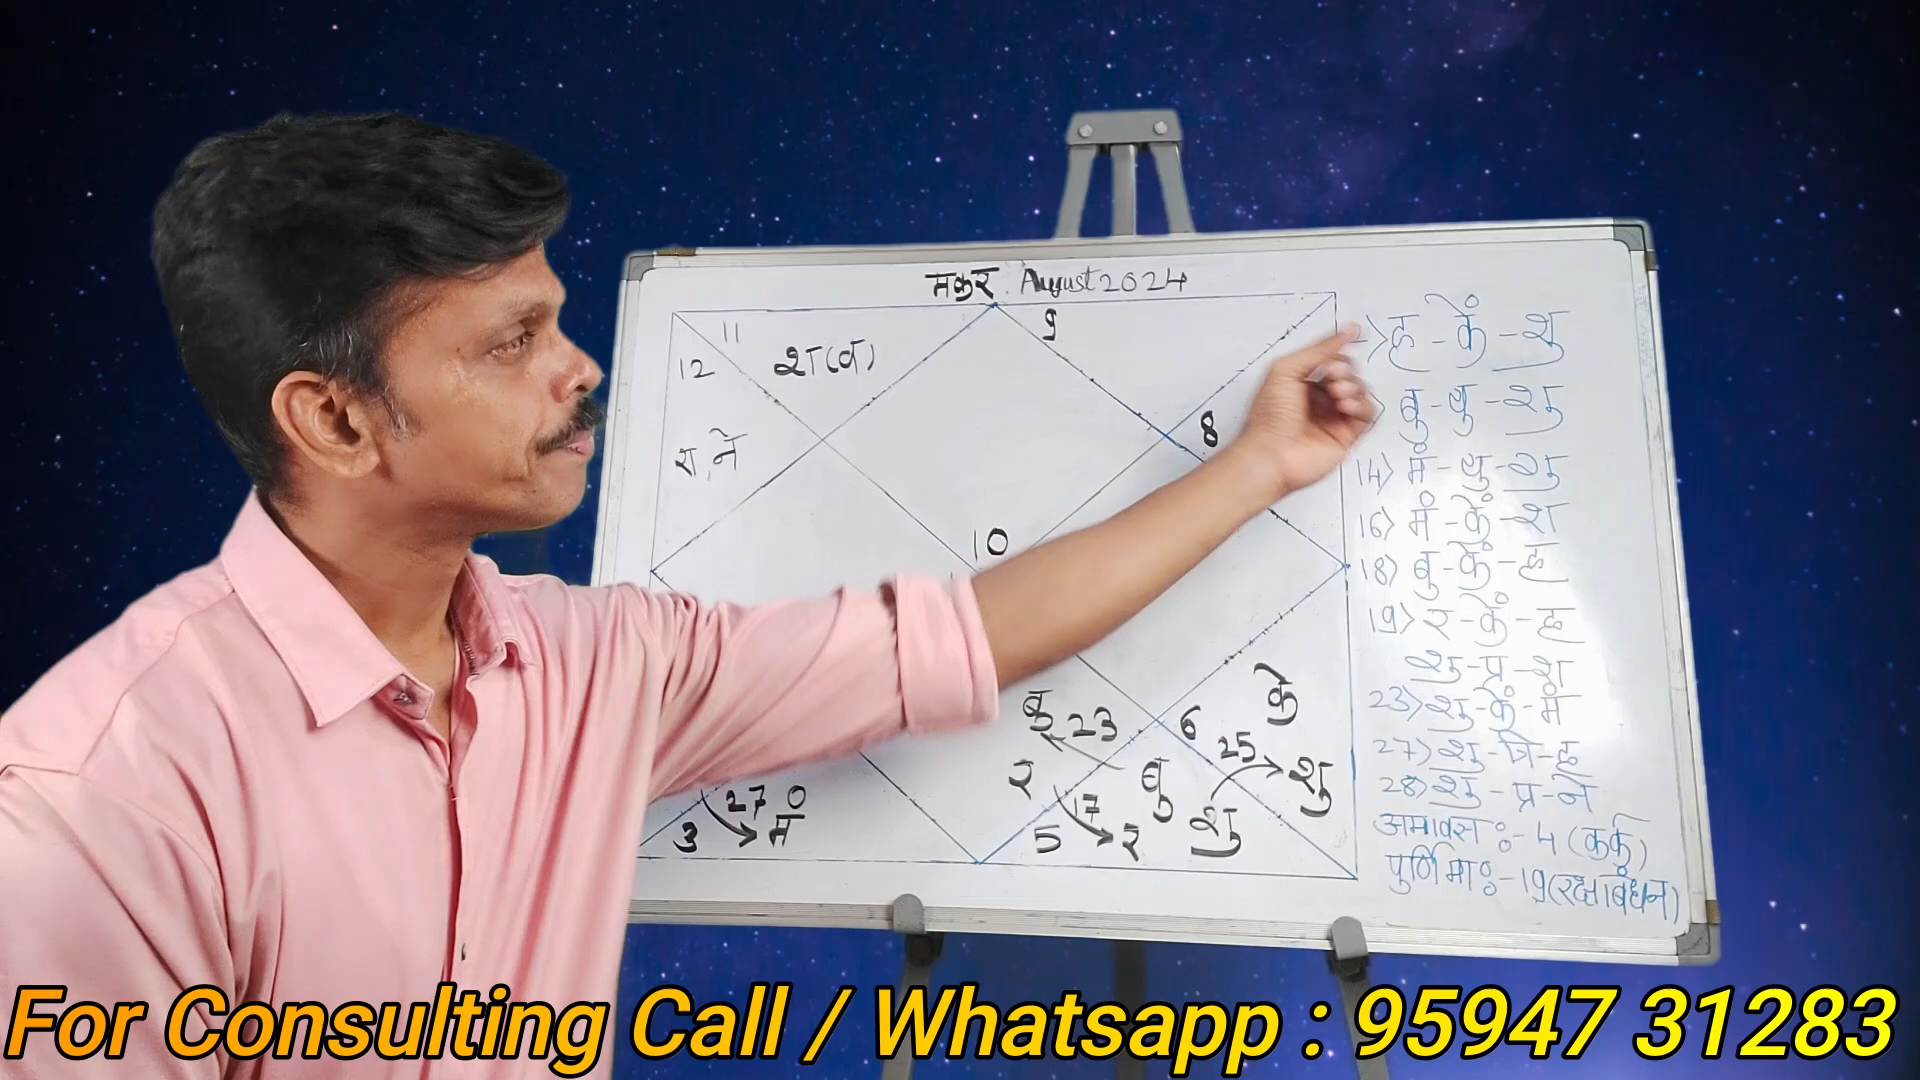 मकर August 2024
11
12
श(व)
9
रा, ने
8
10
-> ह - कें - शु
बु - यु - शु
14> मं - यु - शु
16> मं - कें - श
18> बु - कें - ह
19> र - कें - ह
शु - प्र - श
23> शु - कें - मं
27> शु - त्रि - ह
28> शु - प्र - ने
अमावस :- 4 (कर्क)
पुर्णिमा :- 19 (रक्षाबंधन)
बु 23
र
बु
17
5
र
6
के
25
शु
शु
27
3
मं
For Consulting Call / Whatsapp : 95947 31283